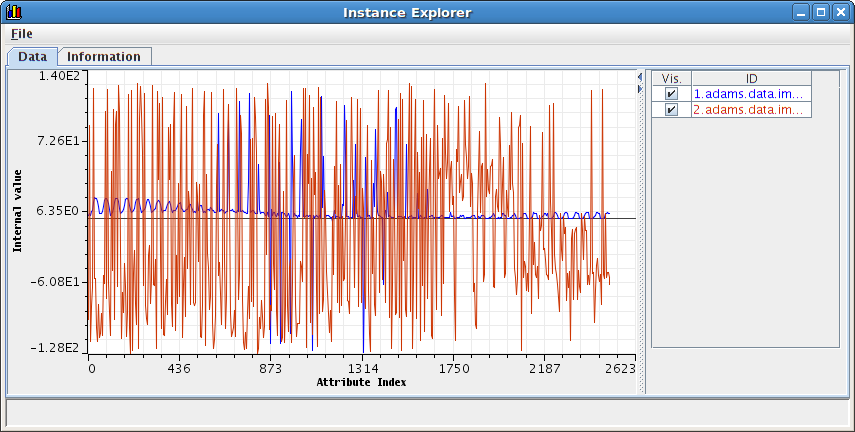 Instance Explorer
File
Data Information
1.40E2
7.26E1
6.35E0
-6.08E1
-1.28E2
Internal value
0 436 873 1314 1750 2187 2623
Attribute Index
Vis. ID
1.adams.data.im...
2.adams.data.im...